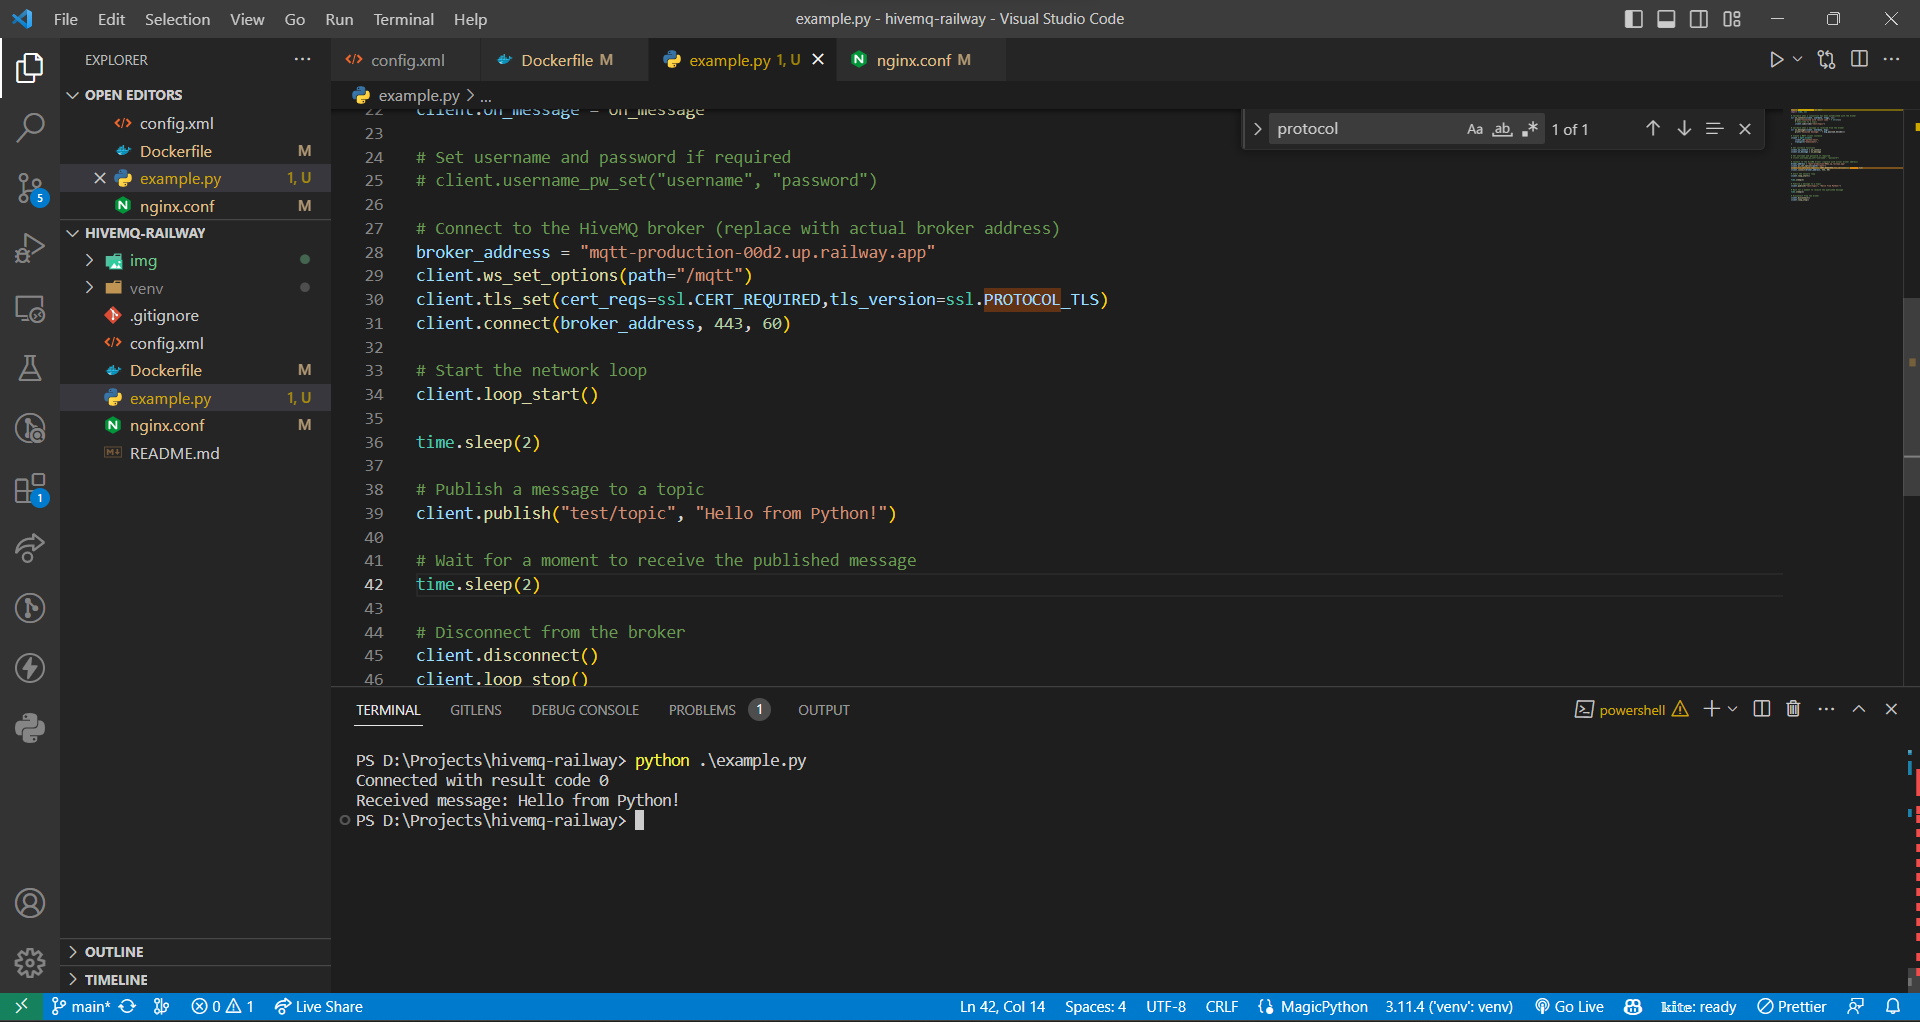 File Edit Selection View Go Run Terminal Help
example.py - hivemq-railway - Visual Studio Code
EXPLORER
OPEN EDITORS
config.xml
Dockerfile M
example.py 1, U
nginx.conf M
HIVEMQ-RAILWAY
img
venv
.gitignore
config.xml
Dockerfile M
example.py 1, U
nginx.conf M
README.md
OUTLINE
TIMELINE
5
1
config.xml
Dockerfile M
example.py 1, U
nginx.conf M
example.py > ...
protocol Aa ab 1 of 1
22 client.on_message = on_message
23
24 # Set username and password if required
25 # client.username_pw_set("username", "password")
26
27 # Connect to the HiveMQ broker (replace with actual broker address)
28 broker_address = "mqtt-production-00d2.up.railway.app"
29 client.ws_set_options(path="/mqtt")
30 client.tls_set(cert_reqs=ssl.CERT_REQUIRED,tls_version=ssl.PROTOCOL_TLS)
31 client.connect(broker_address, 443, 60)
32
33 # Start the network loop
34 client.loop_start()
35
36 time.sleep(2)
37
38 # Publish a message to a topic
39 client.publish("test/topic", "Hello from Python!")
40
41 # Wait for a moment to receive the published message
42 time.sleep(2)
43
44 # Disconnect from the broker
45 client.disconnect()
46 client.loop_stop()
TERMINAL GITLENS DEBUG CONSOLE PROBLEMS 1 OUTPUT
powershell
PS D:\Projects\hivemq-railway> python .\example.py
Connected with result code 0
Received message: Hello from Python!
PS D:\Projects\hivemq-railway>
main* 0 1 Live Share
Ln 42, Col 14 Spaces: 4 UTF-8 CRLF MagicPython 3.11.4 ('venv': venv) Go Live kite: ready Prettier